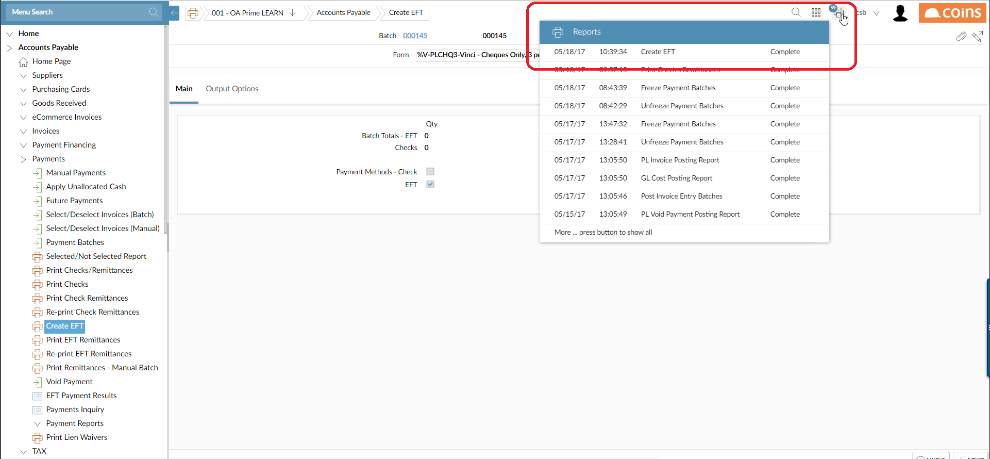 Menu Search
001 - OA Prime LEARN
Accounts Payable
Create EFT
esb
coins
Home
Accounts Payable
Home Page
Suppliers
Purchasing Cards
Goods Received
eCommerce Invoices
Invoices
Payment Financing
Payments
Manual Payments
Apply Unallocated Cash
Future Payments
Select/Deselect Invoices (Batch)
Select/Deselect Invoices (Manual)
Payment Batches
Selected/Not Selected Report
Print Checks/Remittances
Print Checks
Print Check Remittances
Re-print Check Remittances
Create EFT
Print EFT Remittances
Re-print EFT Remittances
Print Remittances - Manual Batch
Void Payment
EFT Payment Results
Payments Inquiry
Payment Reports
Print Lien Waivers
TAX
Batch 000145 000145
Form %V-PLCHQ3-Vinci - Cheques Only, 3 pe
Main Output Options
Qty
Batch Totals - EFT 0
Checks 0
Payment Methods - Check
EFT
Reports
05/18/17 10:39:34 Create EFT Complete
Complete
05/18/17 08:43:39 Freeze Payment Batches Complete
05/18/17 08:42:29 Unfreeze Payment Batches Complete
05/17/17 13:47:32 Freeze Payment Batches Complete
05/17/17 13:28:41 Unfreeze Payment Batches Complete
05/17/17 13:05:50 PL Invoice Posting Report Complete
05/17/17 13:05:50 GL Cost Posting Report Complete
05/17/17 13:05:46 Post Invoice Entry Batches Complete
05/15/17 13:05:49 PL Void Payment Posting Report Complete
More ... press button to show all